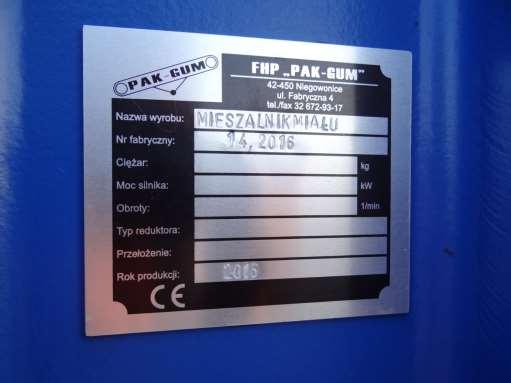 PAK-GUM
FHP „PAK-GUM”
42-450 Niegowonice
ul. Fabryczna 4
tel./fax 32 672-93-17
Nazwa wyrobu: MIESZALNIK MIAŁU
Nr fabryczny: 14, 2016
Ciężar: kg
Moc silnika: kW
Obroty: 1/min
Typ reduktora:
Przełożenie:
Rok produkcji: 2016
CE